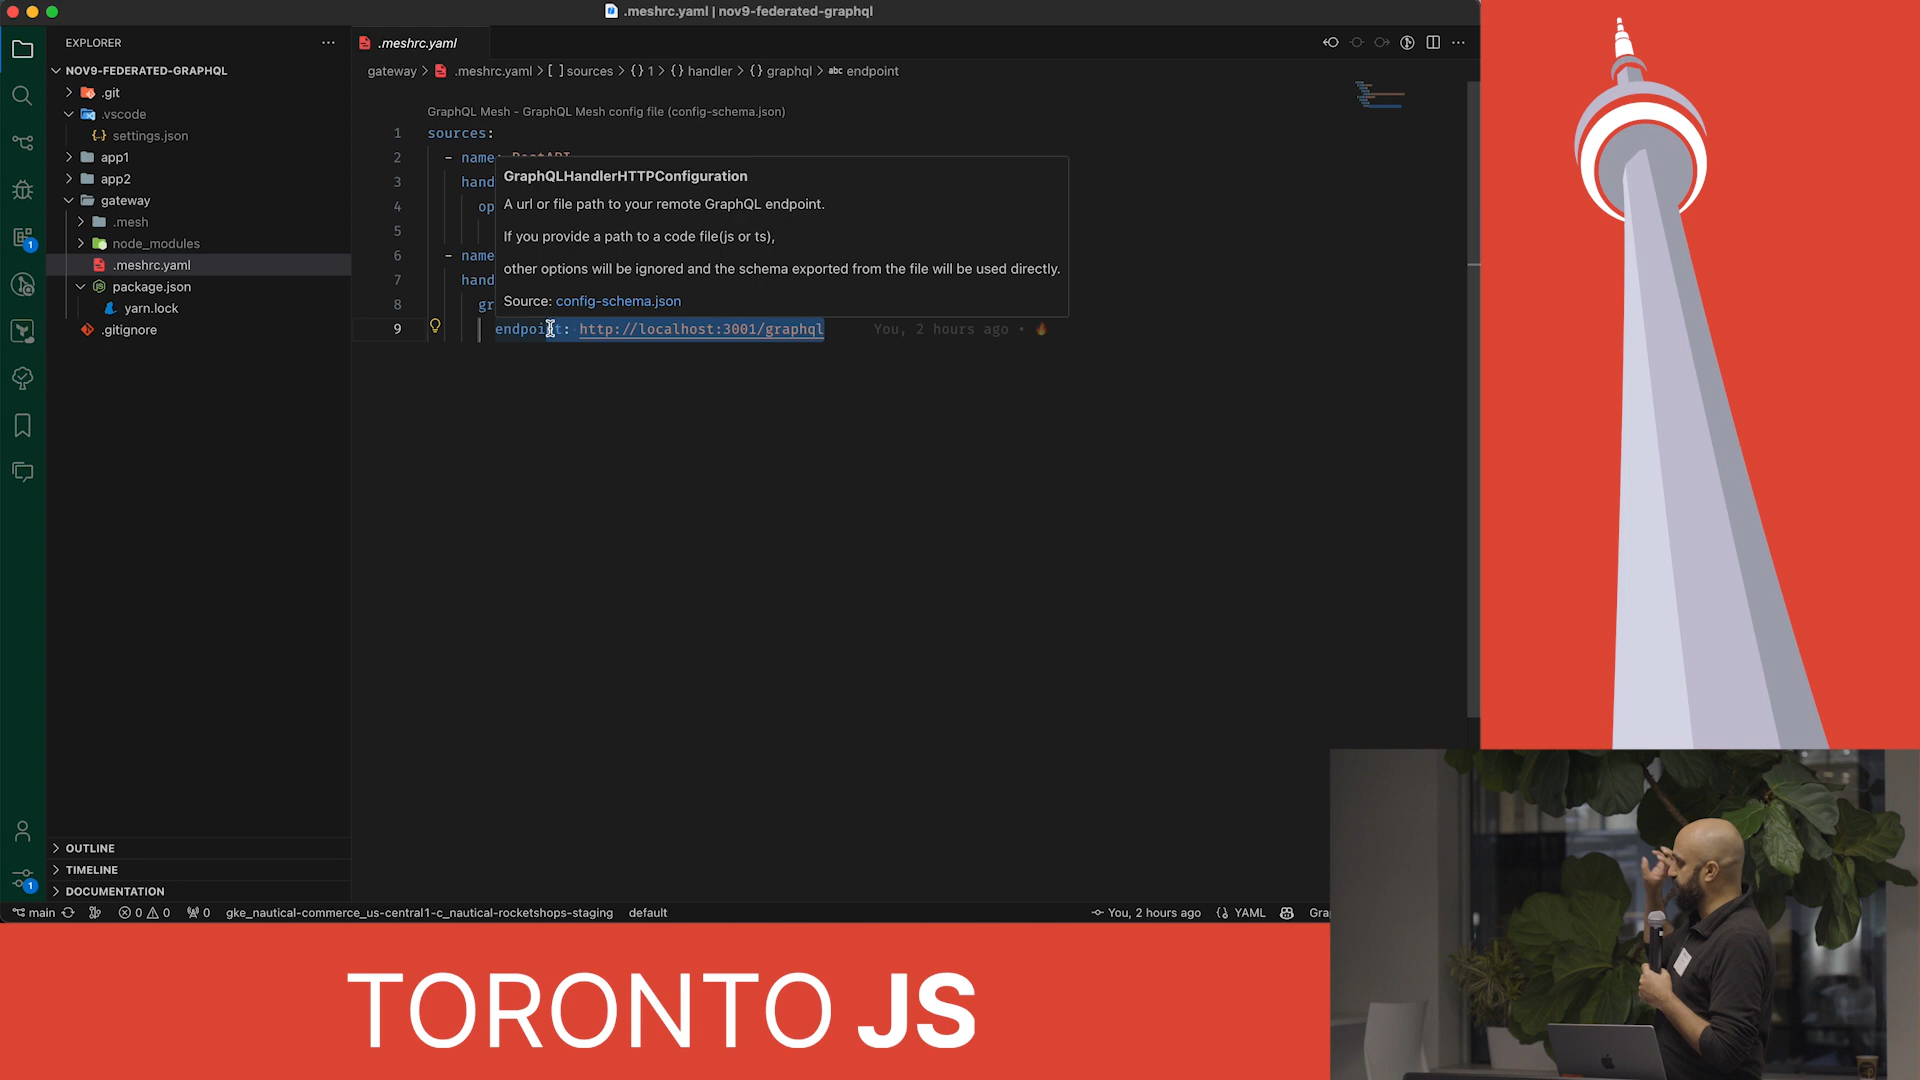 .meshrc.yaml | nov9-federated-graphql
EXPLORER
NOV9-FEDERATED-GRAPHQL
.git
.vscode
settings.json
app1
app2
gateway
.mesh
node_modules
.meshrc.yaml
package.json
yarn.lock
.gitignore
OUTLINE
TIMELINE
DOCUMENTATION
.meshrc.yaml
gateway > .meshrc.yaml > [ ] sources > {} 1 > {} handler > {} graphql > abc endpoint
GraphQL Mesh - GraphQL Mesh config file (config-schema.json)
1 sources:
2 - name:
3 hand
4 op
5
6 - name
7 hand
8 gr
9 endpoint: http://localhost:3001/graphql You, 2 hours ago •
GraphQLHandlerHTTPConfiguration
A url or file path to your remote GraphQL endpoint.
If you provide a path to a code file(js or ts),
other options will be ignored and the schema exported from the file will be used directly.
Source: config-schema.json
1
1
main 0 0 0 gke_nautical-commerce_us-central1-c_nautical-rocketshops-staging default You, 2 hours ago {} YAML Gra
TORONTO JS